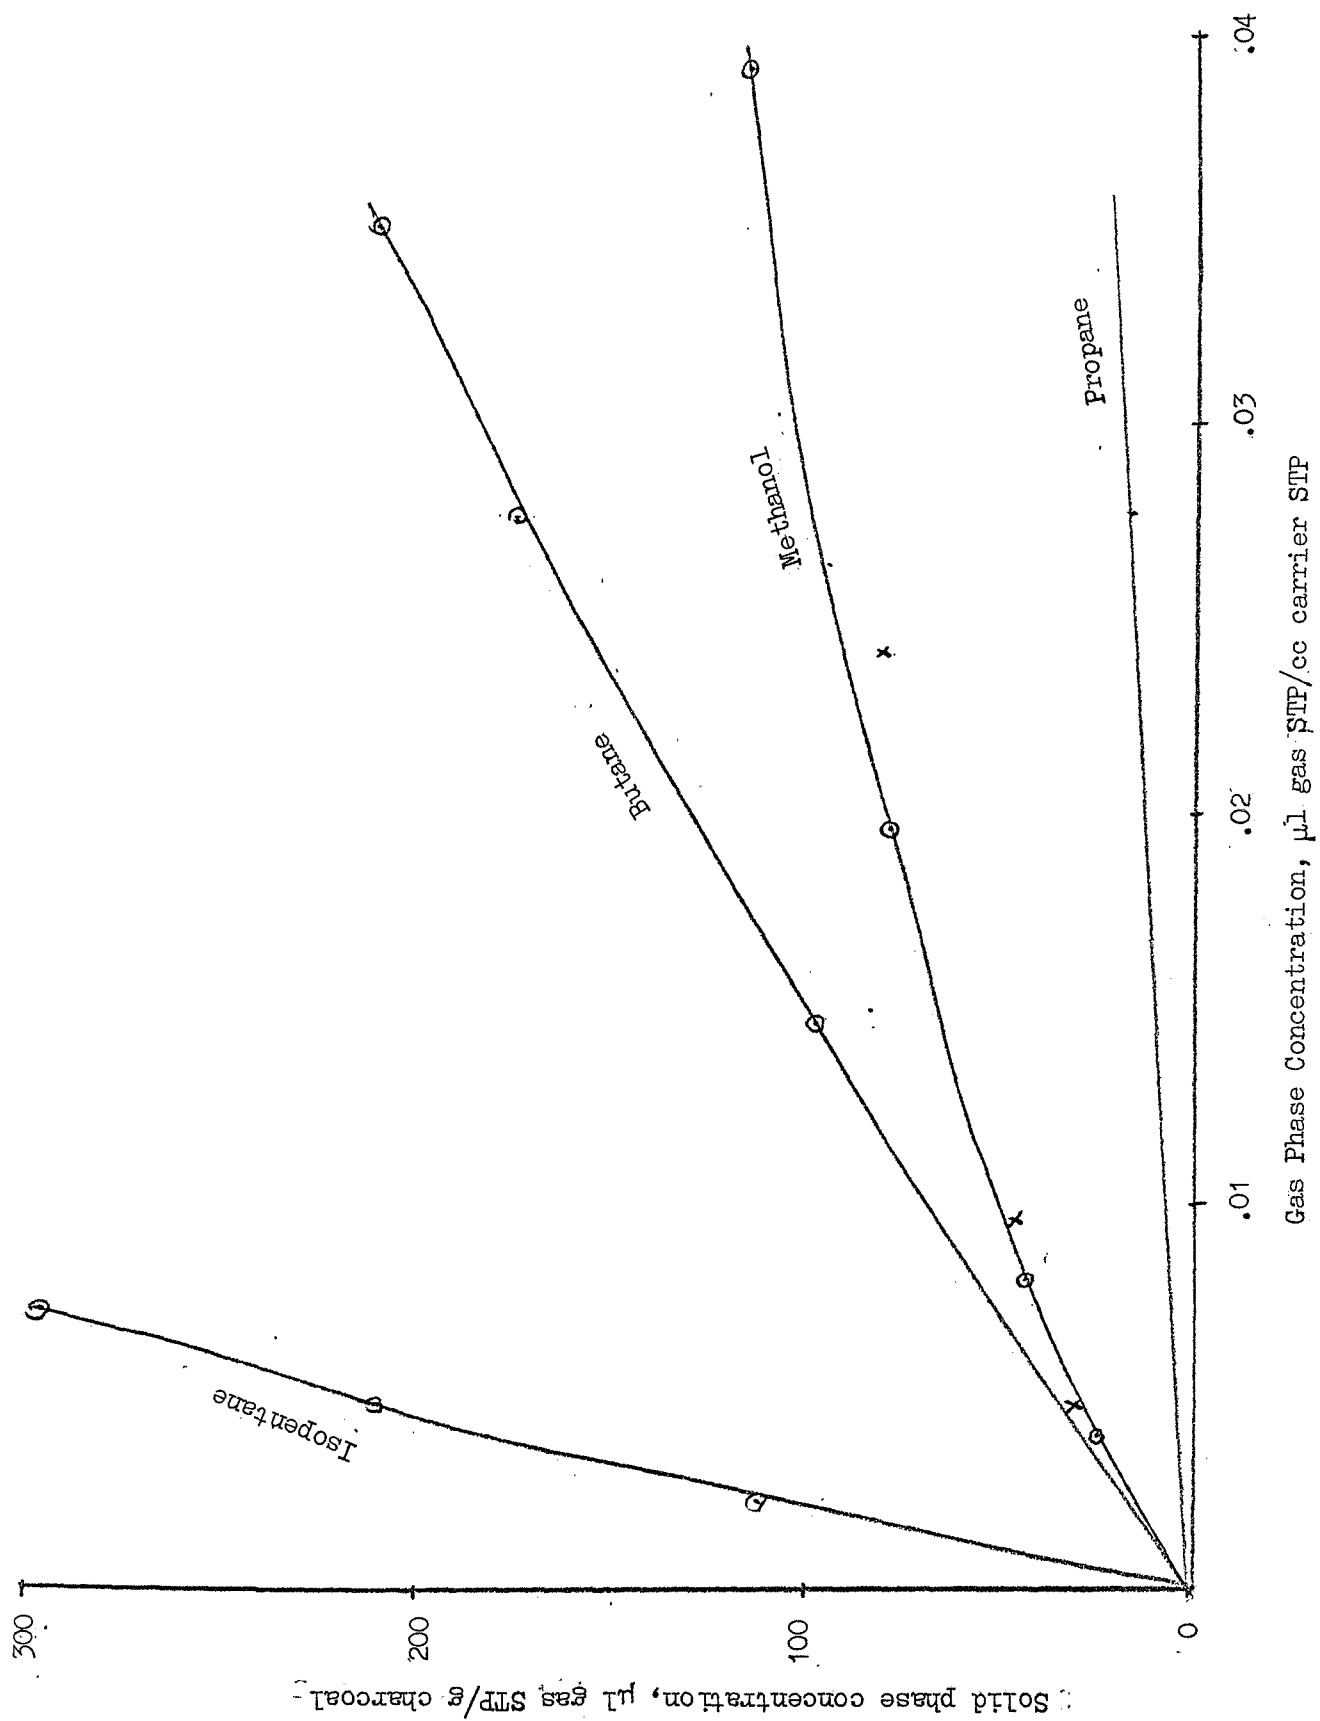 Solid phase concentration, µl gas STP/g charcoal
300
200
100
0
Isopentane
Butane
Methanol
Propane
.01
.02
.03
.04
Gas Phase Concentration, µl gas STP/cc carrier STP